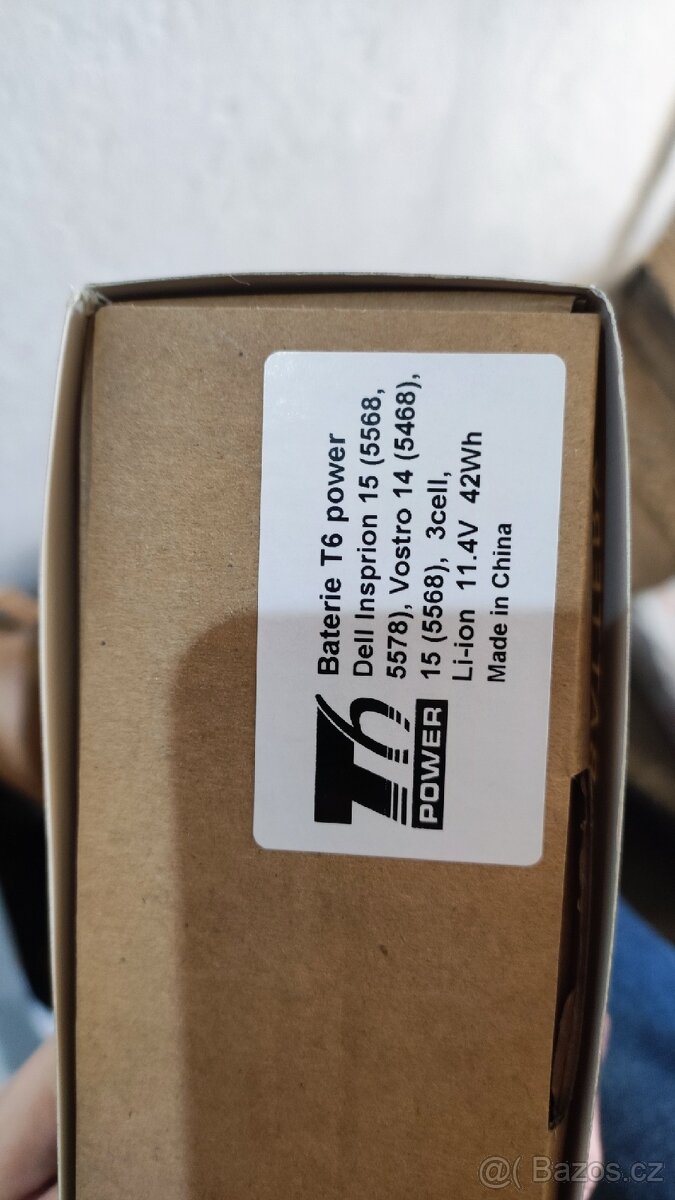 Baterie T6 power
Dell Insprion 15 (5568,
5578), Vostro 14 (5468),
15 (5568), 3cell,
Li-ion 11.4V 42Wh
Made in China
T6
POWER
@( Bazos.cz